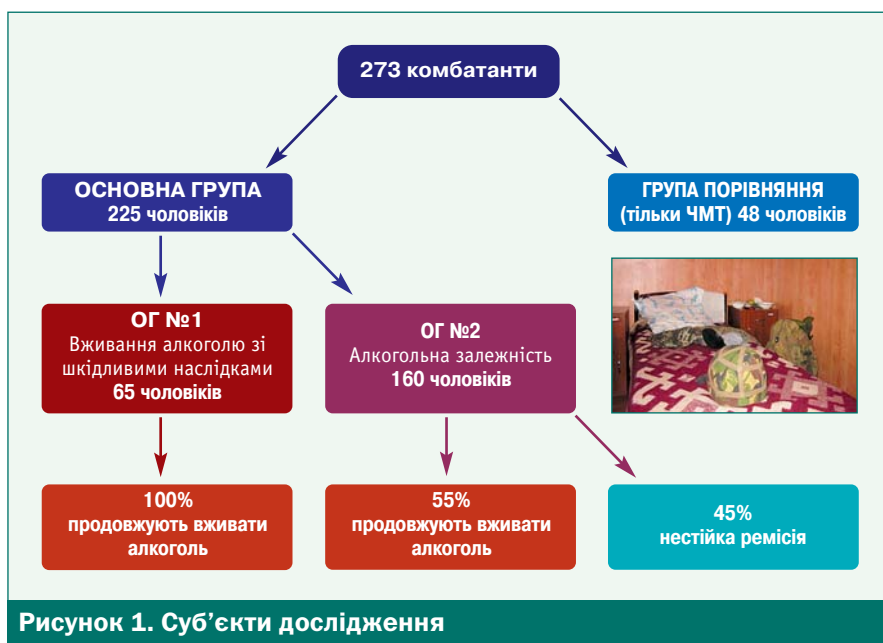 273 комбатанти
ОСНОВНА ГРУПА
225 чоловіків
ГРУПА ПОРІВНЯННЯ
(тільки ЧМТ) 48 чоловіків
ОГ №1
Вживання алкоголю зі
шкідливими наслідками
65 чоловіків
ОГ №2
Алкогольна залежність
160 чоловіків
100%
продовжують вживати
алкоголь
55%
продовжують вживати
алкоголь
45%
нестійка ремісія
Рисунок 1. Суб’єкти дослідження